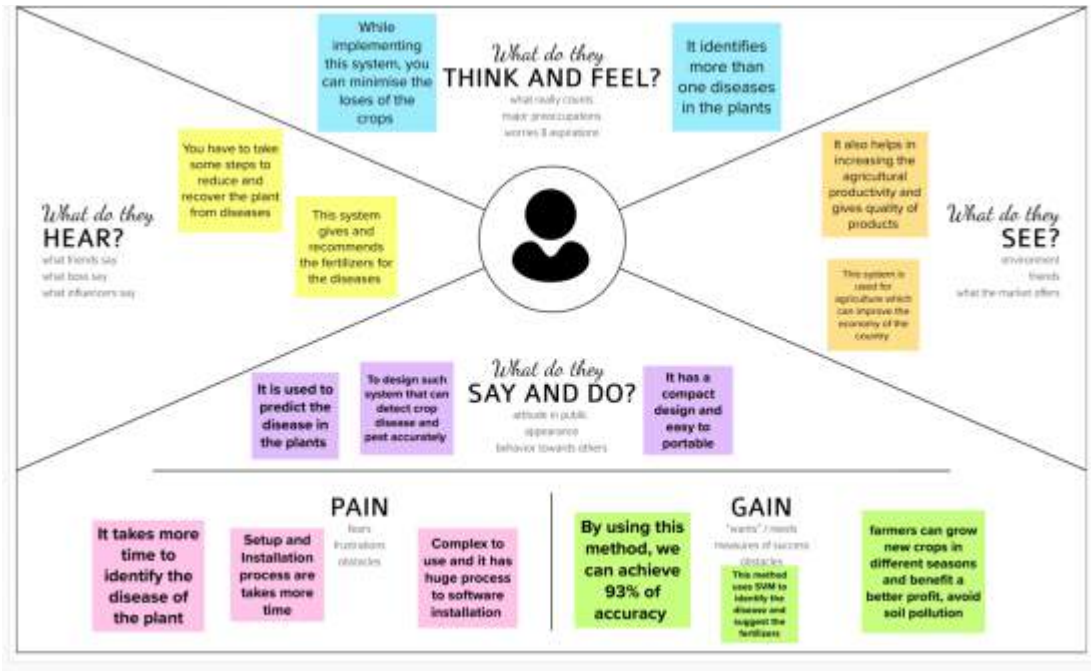 While
implementing
this system, you
can minimise the
loses of the
crops
What do they
THINK AND FEEL?
what really counts
major preoccupations
worries & aspirations
It identifies
more than
one diseases
in the plants
You have to take
some steps to
reduce and
recover the plant
from diseases
This system
gives and
recommends
the fertilizers for
the diseases
What do they
HEAR?
what friends say
what boss say
what influencers say
It also helps in
increasing the
agricultural
productivity and
gives quality of
products
This system is
used for
agriculture which
can improve the
economy of the
country
What do they
SEE?
environment
friends
what the market offers
It is used to
predict the
disease in
the plants
To design such
system that can
detect crop
disease and
pest accurately
What do they
SAY AND DO?
attitude in public
appearance
behavior towards others
It has a
compact
design and
easy to
portable
PAIN
fears
frustrations
obstacles
It takes more
time to
identify the
disease of
the plant
Setup and
Installation
process are
takes more
time
Complex to
use and it has
huge process
to software
installation
GAIN
"wants" / needs
measures of success
obstacles
By using this
method, we
can achieve
93% of
accuracy
This method
uses SVM to
identify the
disease and
suggest the
fertilizers
farmers can grow
new crops in
different seasons
and benefit a
better profit, avoid
soil pollution